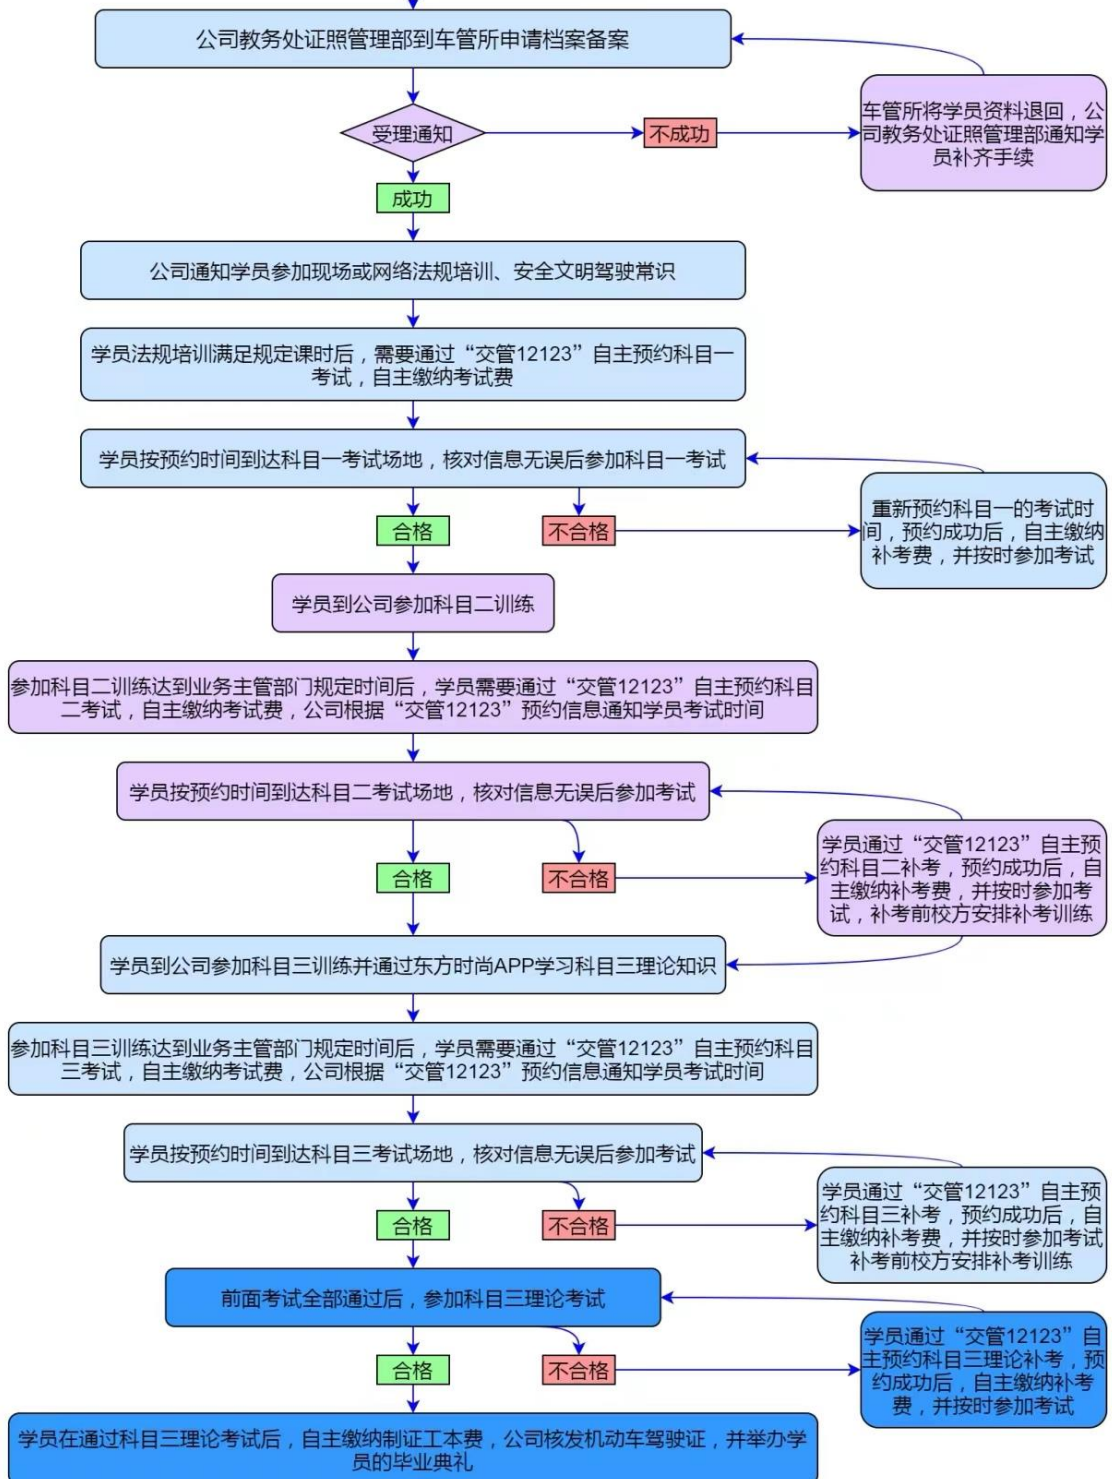 公司教务处证照管理部到车管所申请档案备案
车管所将学员资料退回，公
司教务处证照管理部通知学
员补齐手续
受理通知
不成功
成功
公司通知学员参加现场或网络法规培训、安全文明驾驶常识
学员法规培训满足规定课时后，需要通过“交管12123”自主预约科目一
考试，自主缴纳考试费
学员按预约时间到达科目一考试场地，核对信息无误后参加科目一考试
重新预约科目一的考试时
间，预约成功后，自主缴纳
补考费，并按时参加考试
合格
不合格
学员到公司参加科目二训练
参加科目二训练达到业务主管部门规定时间后，学员需要通过“交管12123”自主预约科目
二考试，自主缴纳考试费，公司根据“交管12123”预约信息通知学员考试时间
学员按预约时间到达科目二考试场地，核对信息无误后参加考试
学员通过“交管12123”自主预
约科目二补考，预约成功后，自
主缴纳补考费，并按时参加考
试，补考前校方安排补考训练
合格
不合格
学员到公司参加科目三训练并通过东方时尚APP学习科目三理论知识
参加科目三训练达到业务主管部门规定时间后，学员需要通过“交管12123”自主预约科目
三考试，自主缴纳考试费，公司根据“交管12123”预约信息通知学员考试时间
学员按预约时间到达科目三考试场地，核对信息无误后参加考试
学员通过“交管12123”自主预
约科目三补考，预约成功后，自
主缴纳补考费，并按时参加考试
补考前校方安排补考训练
合格
不合格
前面考试全部通过后，参加科目三理论考试
学员通过“交管12123”自
主预约科目三理论补考，预
约成功后，自主缴纳补考
费，并按时参加考试
合格
不合格
学员在通过科目三理论考试后，自主缴纳制证工本费，公司核发机动车驾驶证，并举办学
员的毕业典礼